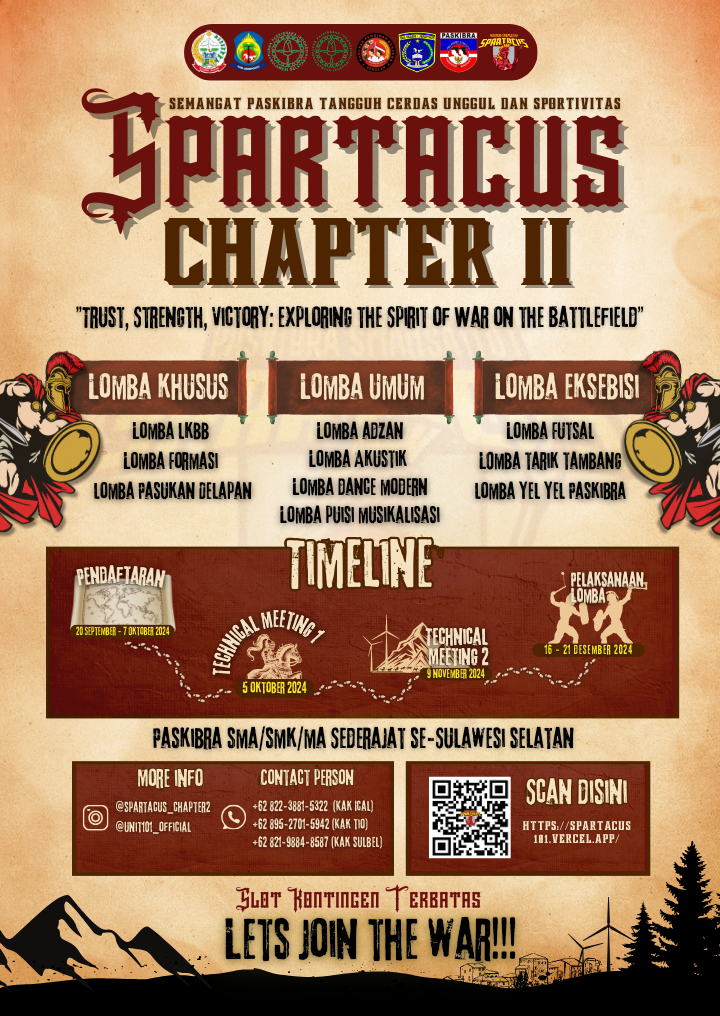 PASKIBRA
SPARTACUS
SEMANGAT PASKIBRA TANGGUH CERDAS UNGGUL DAN SPORTIVITAS
SPARTACUS
CHAPTER II
"TRUST, STRENGTH, VICTORY: EXPLORING THE SPIRIT OF WAR ON THE BATTLEFIELD"
LOMBA KHUSUS
LOMBA LKBB
LOMBA FORMASI
LOMBA PASUKAN DELAPAN
LOMBA UMUM
LOMBA ADZAN
LOMBA AKUSTIK
LOMBA DANCE MODERN
LOMBA PUISI MUSIKALISASI
LOMBA EKSEBISI
LOMBA FUTSAL
LOMBA TARIK TAMBANG
LOMBA YEL YEL PASKIBRA
TIMELINE
PENDAFTARAN
20 SEPTEMBER - 7 OKTOBER 2024
TECHNICAL MEETING 1
5 OKTOBER 2024
TECHNICAL
MEETING 2
9 NOVEMBER 2024
PELAKSANAAN
LOMBA
16 - 21 DESEMBER 2024
PASKIBRA SMA/SMK/MA SEDERAJAT SE-SULAWESI SELATAN
MORE INFO
@SPARTACUS_CHAPTER2
@UNIT101_OFFICIAL
CONTACT PERSON
+62 822-3881-5322 (KAK ICAL)
+62 895-2701-5942 (KAK TIO)
+62 821-9884-8587 (KAK SULBEL)
SCAN DISINI
HTTPS://SPARTACUS
101.VERCEL.APP/
SLOT KONTINGEN TERBATAS
LETS JOIN THE WAR!!!